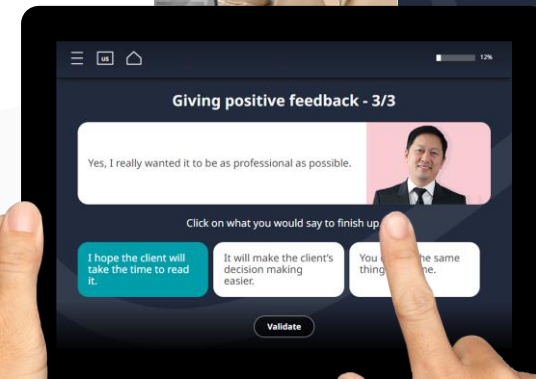 US
12%
Giving positive feedback - 3/3
Yes, I really wanted it to be as professional as possible.
Click on what you would say to finish up.
I hope the client will
take the time to read
it.
It will make the client's
decision making
easier.
You the same
thing me.
Validate